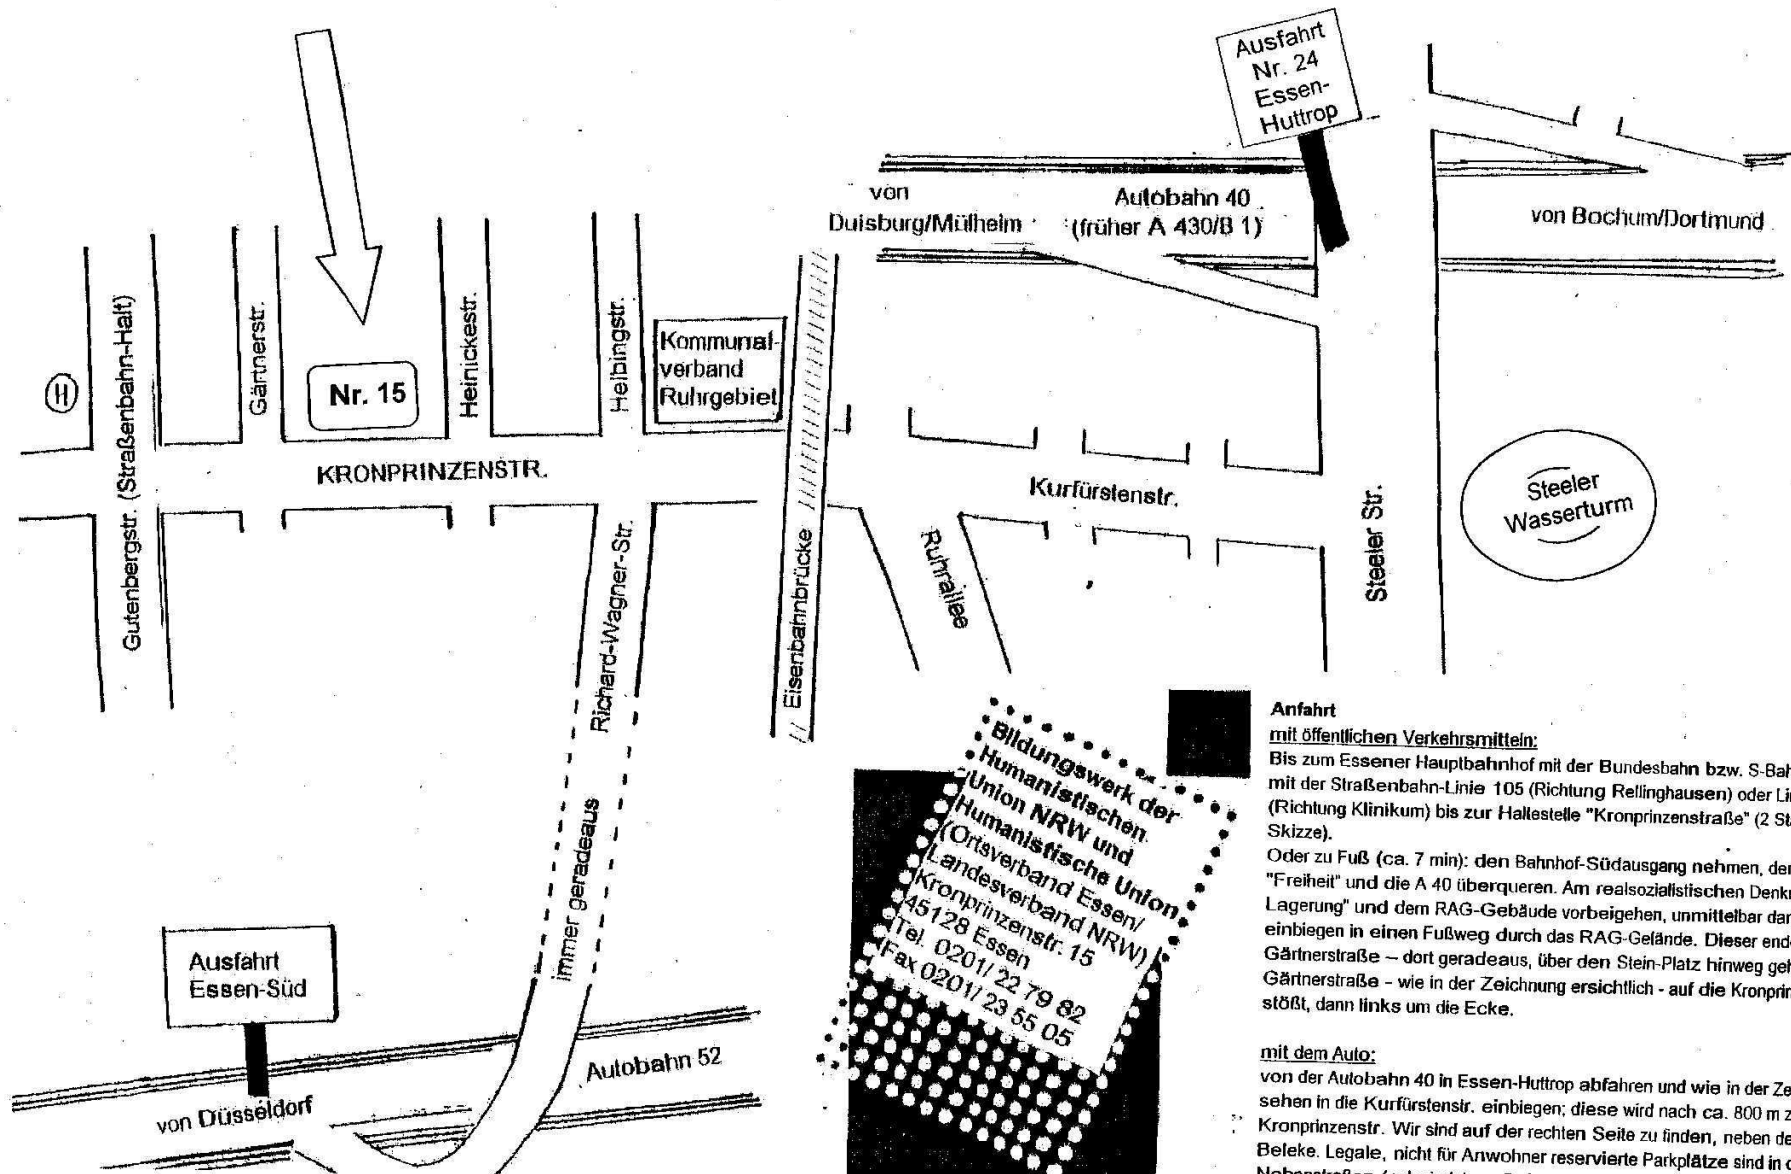 Ausfahrt
Nr. 24
Essen-
Huttrop
von
Duisburg/Mülheim
Autobahn 40
(früher A 430/B 1)
von Bochum/Dortmund
Gutenbergstr. (Straßenbahn-Halt)
H
Gärtnerstr.
Nr. 15
Heinickestr.
Helbingstr.
Kommunal-
verband
Ruhrgebiet
KRONPRINZENSTR.
Kurfürstenstr.
Steeler Str.
Steeler
Wasserturm
Richard-Wagner-Str.
immer geradeaus
Eisenbahnbrücke
Ruhrallee
Ausfahrt
Essen-Süd
von Düsseldorf
Autobahn 52
Bildungswerk der
Humanistischen
Union NRW und
Humanistische Union
(Ortsverband Essen/
Landesverband NRW)
Kronprinzenstr. 15
45128 Essen
Tel. 0201/ 22 79 82
Fax 0201/ 23 55 05
Anfahrt
mit öffentlichen Verkehrsmitteln:
Bis zum Essener Hauptbahnhof mit der Bundesbahn bzw. S-Bah
mit der Straßenbahn-Linie 105 (Richtung Rellinghausen) oder Li
(Richtung Klinikum) bis zur Haltestelle "Kronprinzenstraße" (2 St
Skizze).
Oder zu Fuß (ca. 7 min): den Bahnhof-Südausgang nehmen, den
"Freiheit" und die A 40 überqueren. Am realsozialistischen Denk
Lagerung" und dem RAG-Gebäude vorbeigehen, unmittelbar dar
einbiegen in einen Fußweg durch das RAG-Gelände. Dieser end
Gärtnerstraße – dort geradeaus, über den Stein-Platz hinweg geh
Gärtnerstraße - wie in der Zeichnung ersichtlich - auf die Kronprin
stößt, dann links um die Ecke.
mit dem Auto:
von der Autobahn 40 in Essen-Huttrop abfahren und wie in der Ze
sehen in die Kurfürstenstr. einbiegen; diese wird nach ca. 800 m z
Kronprinzenstr. Wir sind auf der rechten Seite zu finden, neben de
Beleke. Legale, nicht für Anwohner reservierte Parkplätze sind in d